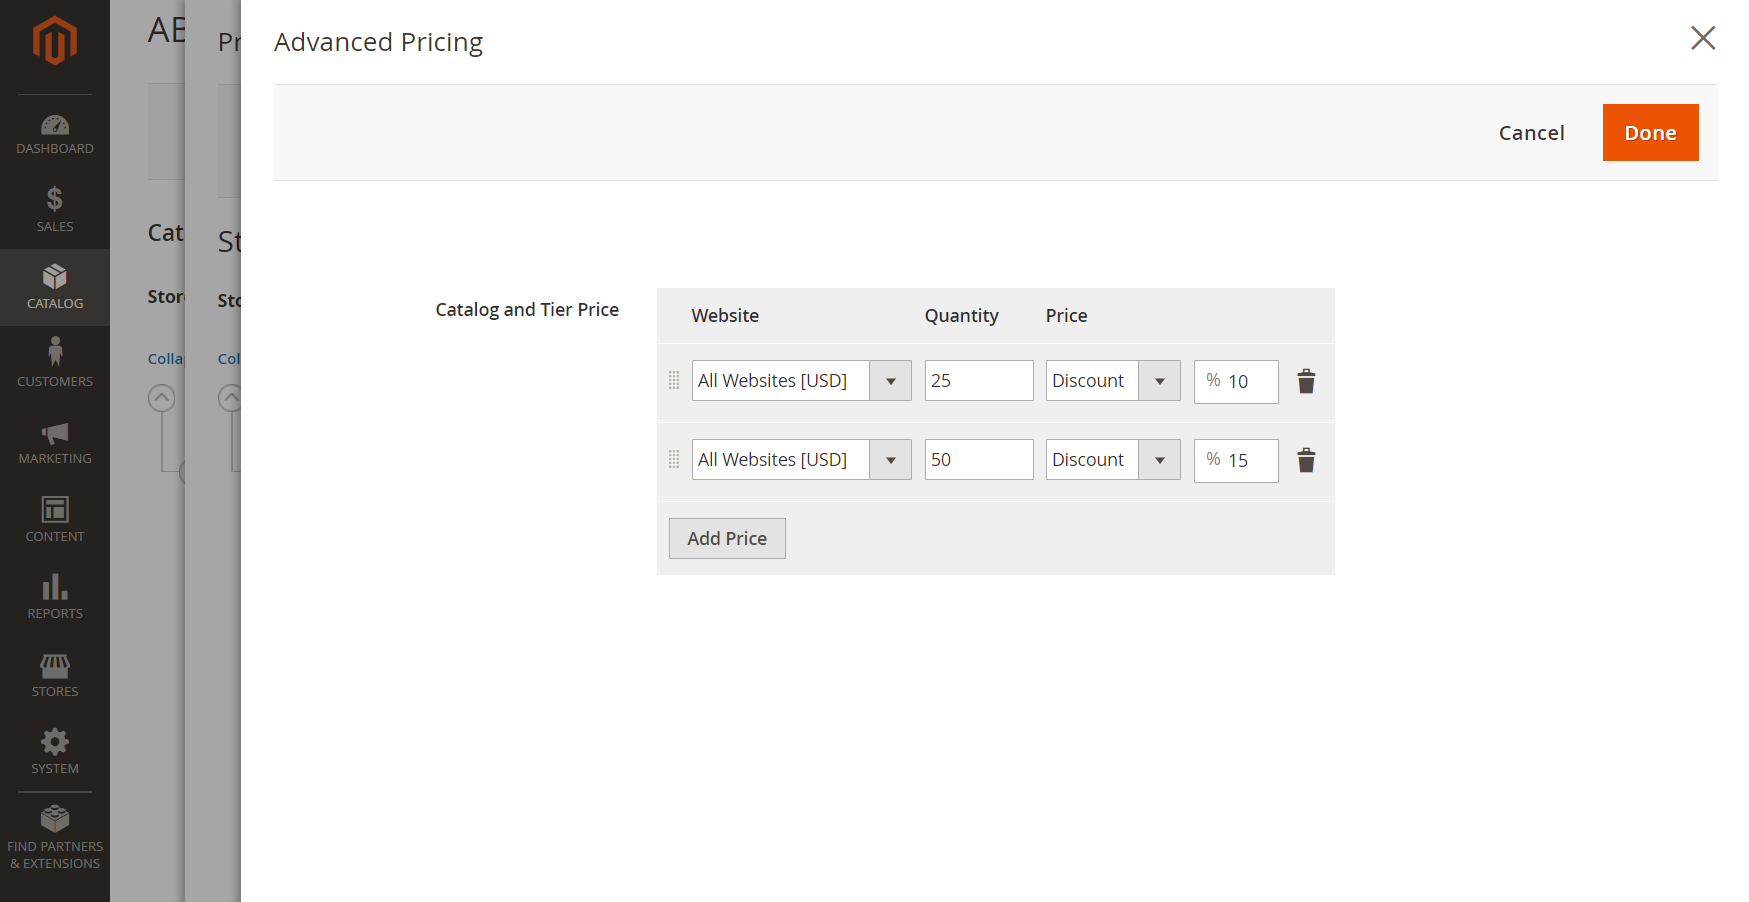 DASHBOARD
SALES
CATALOG
CUSTOMERS
MARKETING
CONTENT
REPORTS
STORES
SYSTEM
FIND PARTNERS
& EXTENSIONS
AB
Cat
Stor
Colla
Pr
St
Sto
Col
Advanced Pricing
Cancel
Done
Catalog and Tier Price
Website Quantity Price
All Websites [USD] 25 Discount % 10
All Websites [USD] 50 Discount % 15
Add Price